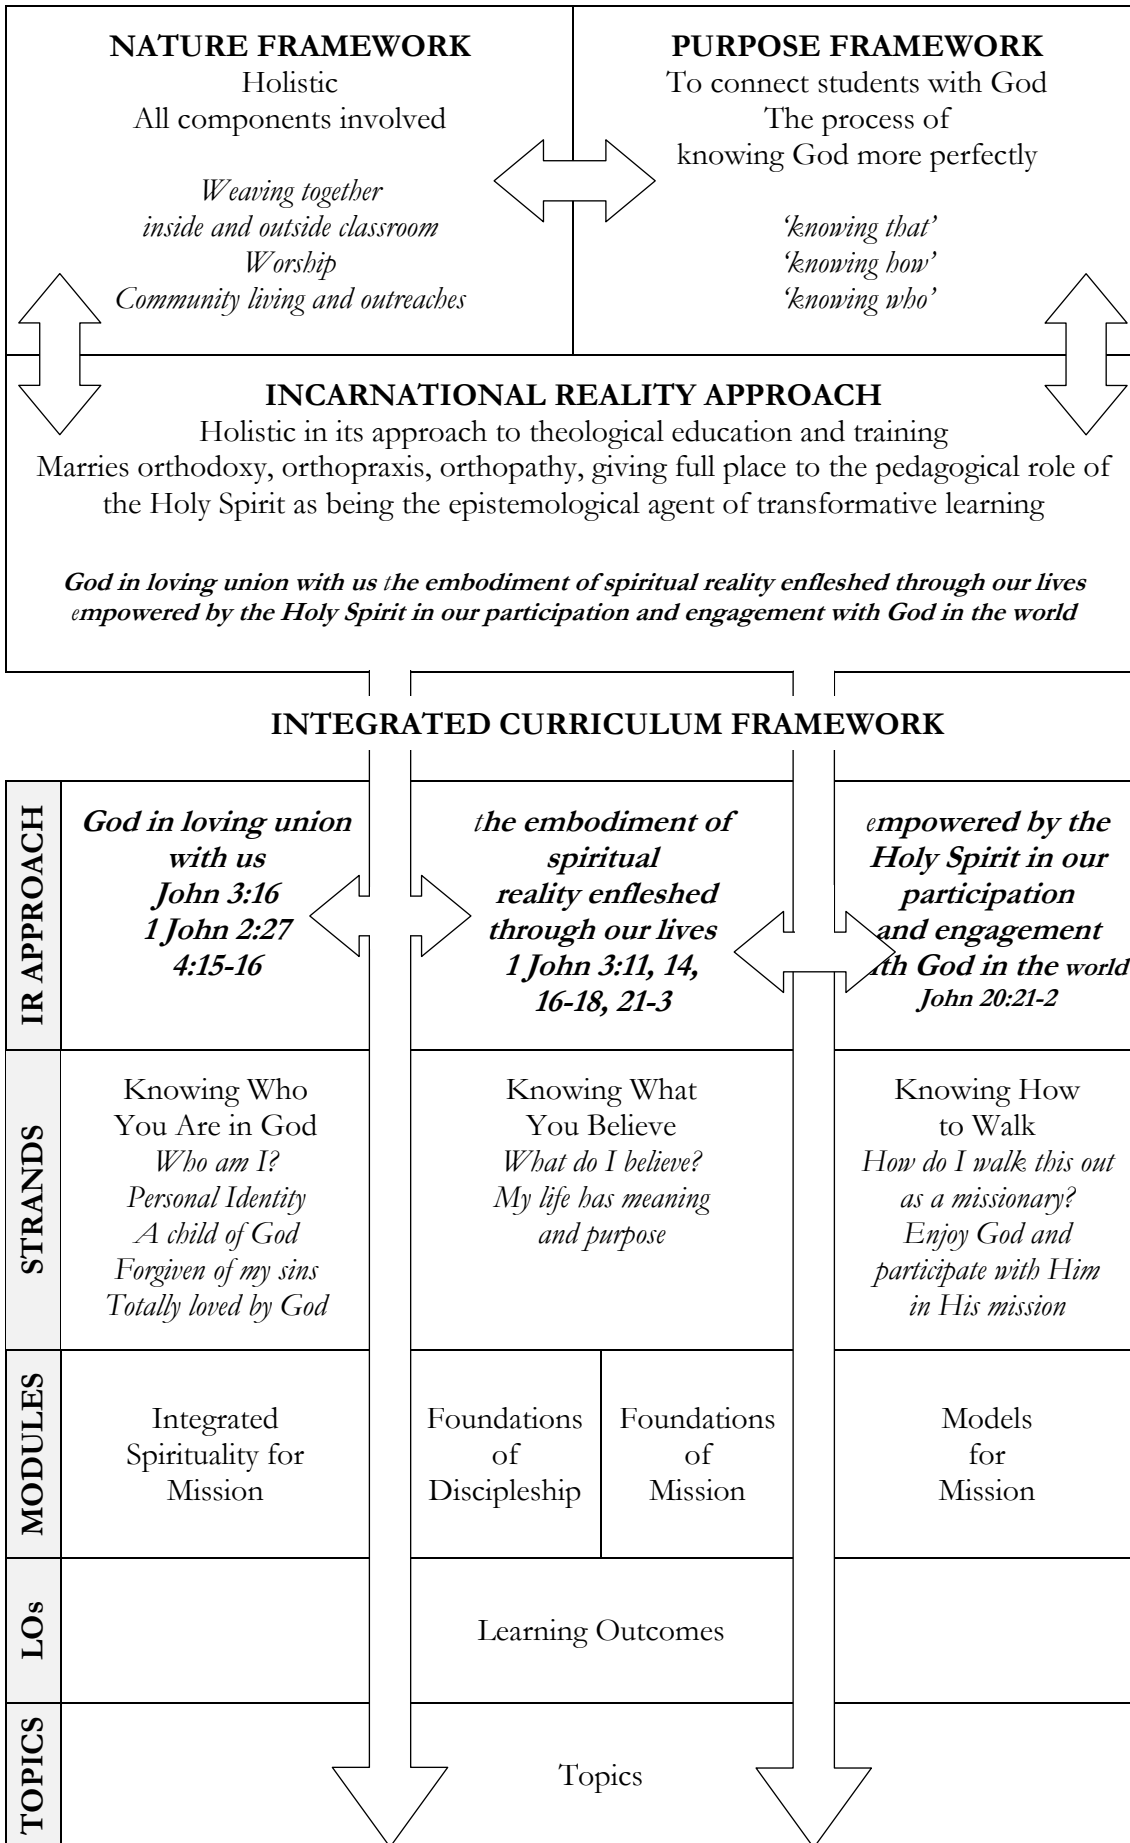 NATURE FRAMEWORK
Holistic
All components involved
Weaving together
inside and outside classroom
Worship
Community living and outreaches
PURPOSE FRAMEWORK
To connect students with God
The process of
knowing God more perfectly
‘knowing that’
‘knowing how’
‘knowing who’
INCARNATIONAL REALITY APPROACH
Holistic in its approach to theological education and training
Marries orthodoxy, orthopraxis, orthopathy, giving full place to the pedagogical role of
the Holy Spirit as being the epistemological agent of transformative learning
God in loving union with us the embodiment of spiritual reality enfleshed through our lives
empowered by the Holy Spirit in our participation and engagement with God in the world
INTEGRATED CURRICULUM FRAMEWORK
IR APPROACH
God in loving union
with us
John 3:16
1 John 2:27
4:15-16
the embodiment of
spiritual
reality enfleshed
through our lives
1 John 3:11, 14,
16-18, 21-3
empowered by the
Holy Spirit in our
participation
and engagement
ith God in the world
John 20:21-2
STRANDS
Knowing Who
You Are in God
Who am I?
Personal Identity
A child of God
Forgiven of my sins
Totally loved by God
Knowing What
You Believe
What do I believe?
My life has meaning
and purpose
Knowing How
to Walk
How do I walk this out
as a missionary?
Enjoy God and
participate with Him
in His mission
MODULES
Integrated
Spirituality for
Mission
Foundations
of
Discipleship
Foundations
of
Mission
Models
for
Mission
LOs
Learning Outcomes
TOPICS
Topics